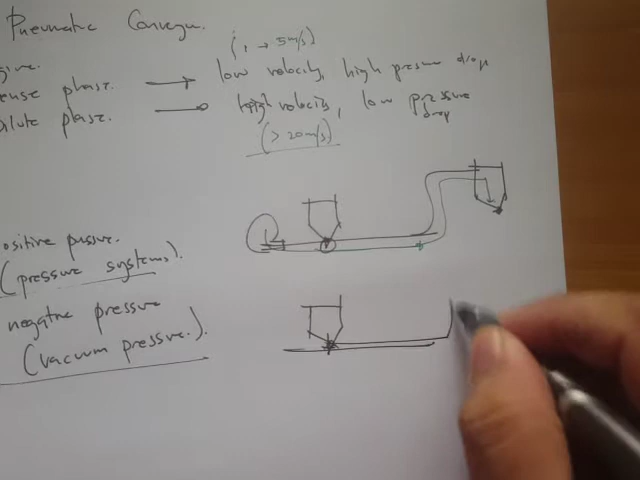 Pneumatic Conveyor.
gime.
ense phase. (1 → 5m/s) low velocity, high pressure drop
ilute phase. high velocity, low pressure drop
(> 20m/s)
ositive pressure.
(pressure systems).
negative pressure
(vacuum pressure.)